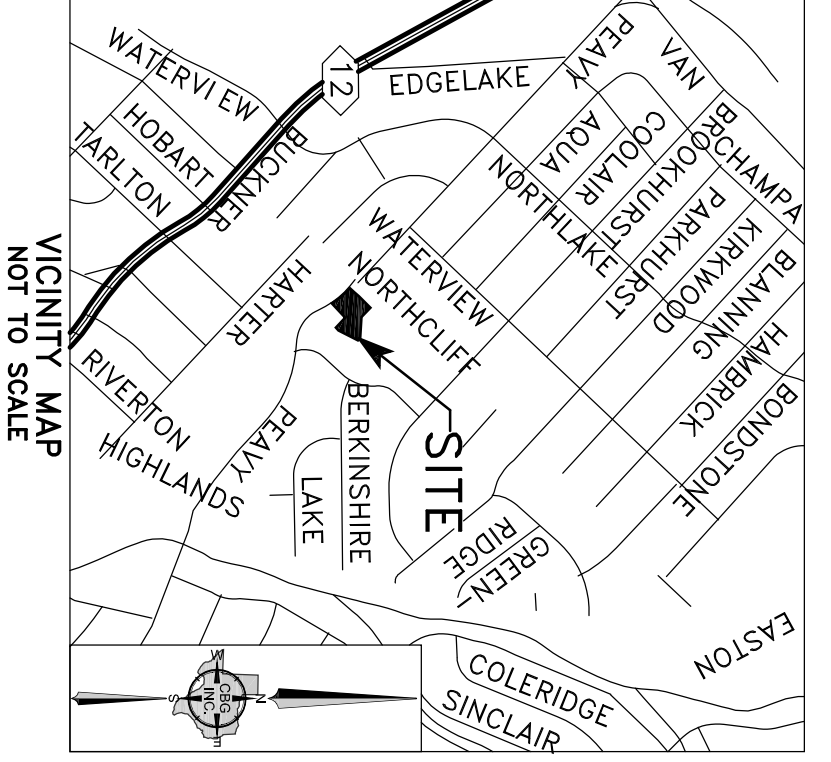 VICINITY MAP
NOT TO SCALE
12
WATERVIEW
HOBART
TARLTON
BUCKNER
EDGELAKE
PEAVY
VAN
BRCHAMPA
AQUA
COOLAIR
BROOKHURST
PARKHURST
KIRKWOOD
BLANNING
HAMBRICK
BONDSTONE
NORTHLAKE
WATERVIEW
NORTHCLIFF
HARTER
RIVERTON
HIGHLANDS
PEAVY
BERKINSHIRE
LAKE
SITE
GREEN-
RIDGE
EASTON
COLERIDGE
SINCLAIR
W
S
CBG
INC.
N
E